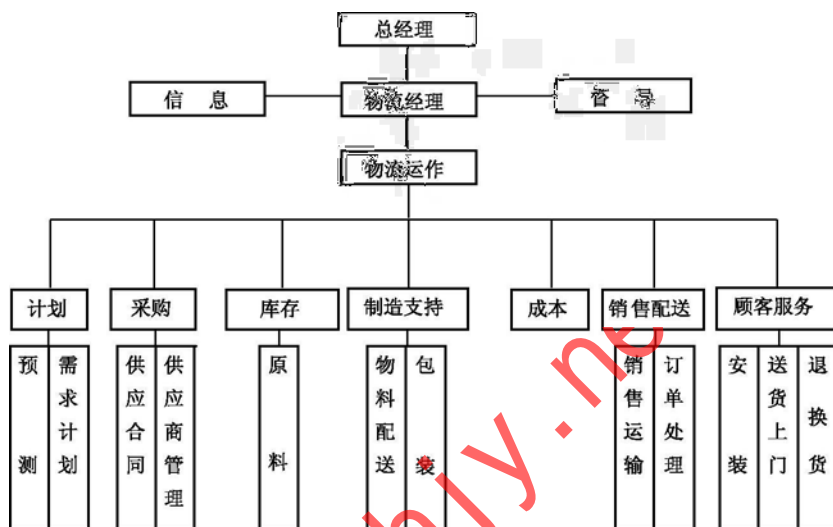 总经理
信 息
物流经理
督 导
物流运作
计划
采购
库存
制造支持
成本
销售配送
顾客服务
预测
需求计划
供应合同
供应商管理
原料
物料配送
包装
销售运输
订单处理
安装
送货上门
退换货